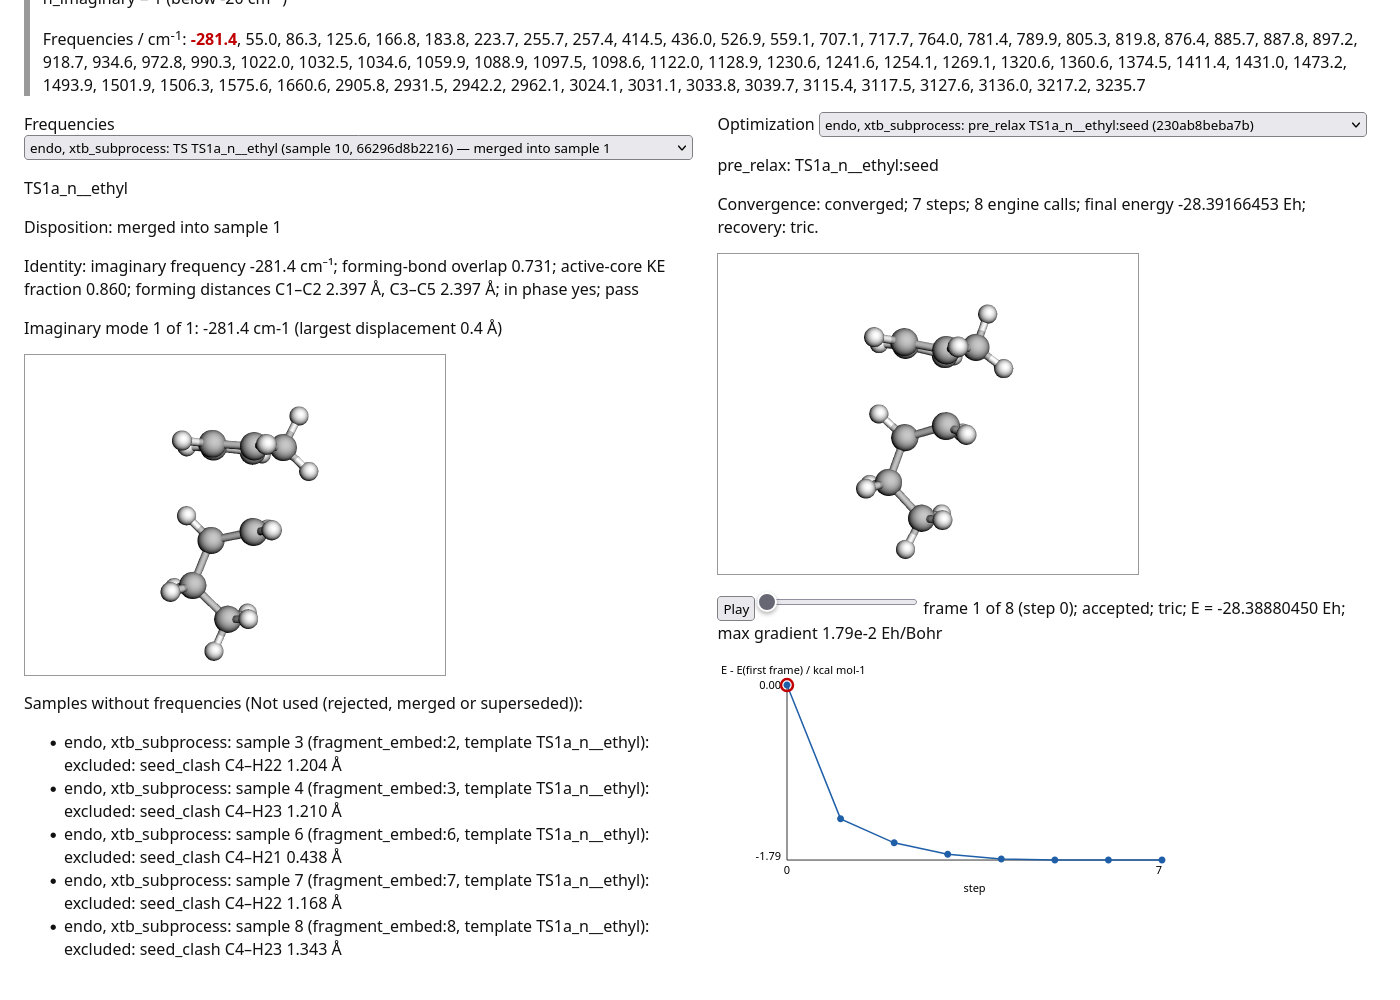 n_imaginary = 1 (below -20 cm⁻¹)
Frequencies / cm⁻¹: -281.4, 55.0, 86.3, 125.6, 166.8, 183.8, 223.7, 255.7, 257.4, 414.5, 436.0, 526.9, 559.1, 707.1, 717.7, 764.0, 781.4, 789.9, 805.3, 819.8, 876.4, 885.7, 887.8, 897.2,
918.7, 934.6, 972.8, 990.3, 1022.0, 1032.5, 1034.6, 1059.9, 1088.9, 1097.5, 1098.6, 1122.0, 1128.9, 1230.6, 1241.6, 1254.1, 1269.1, 1320.6, 1360.6, 1374.5, 1411.4, 1431.0, 1473.2,
1493.9, 1501.9, 1506.3, 1575.6, 1660.6, 2905.8, 2931.5, 2942.2, 2962.1, 3024.1, 3031.1, 3033.8, 3039.7, 3115.4, 3117.5, 3127.6, 3136.0, 3217.2, 3235.7
Frequencies
endo, xtb_subprocess: TS TS1a_n__ethyl (sample 10, 66296d8b2216) — merged into sample 1
TS1a_n__ethyl
Disposition: merged into sample 1
Identity: imaginary frequency -281.4 cm⁻¹; forming-bond overlap 0.731; active-core KE
fraction 0.860; forming distances C1–C2 2.397 Å, C3–C5 2.397 Å; in phase yes; pass
Imaginary mode 1 of 1: -281.4 cm-1 (largest displacement 0.4 Å)
Samples without frequencies (Not used (rejected, merged or superseded)):
• endo, xtb_subprocess: sample 3 (fragment_embed:2, template TS1a_n__ethyl):
excluded: seed_clash C4–H22 1.204 Å
• endo, xtb_subprocess: sample 4 (fragment_embed:3, template TS1a_n__ethyl):
excluded: seed_clash C4–H23 1.210 Å
• endo, xtb_subprocess: sample 6 (fragment_embed:6, template TS1a_n__ethyl):
excluded: seed_clash C4–H21 0.438 Å
• endo, xtb_subprocess: sample 7 (fragment_embed:7, template TS1a_n__ethyl):
excluded: seed_clash C4–H22 1.168 Å
• endo, xtb_subprocess: sample 8 (fragment_embed:8, template TS1a_n__ethyl):
excluded: seed_clash C4–H23 1.343 Å
Optimization endo, xtb_subprocess: pre_relax TS1a_n__ethyl:seed (230ab8beba7b)
pre_relax: TS1a_n__ethyl:seed
Convergence: converged; 7 steps; 8 engine calls; final energy -28.39166453 Eh;
recovery: tric.
Play frame 1 of 8 (step 0); accepted; tric; E = -28.38880450 Eh;
max gradient 1.79e-2 Eh/Bohr
E - E(first frame) / kcal mol-1
0.00
-1.79
0 7
step